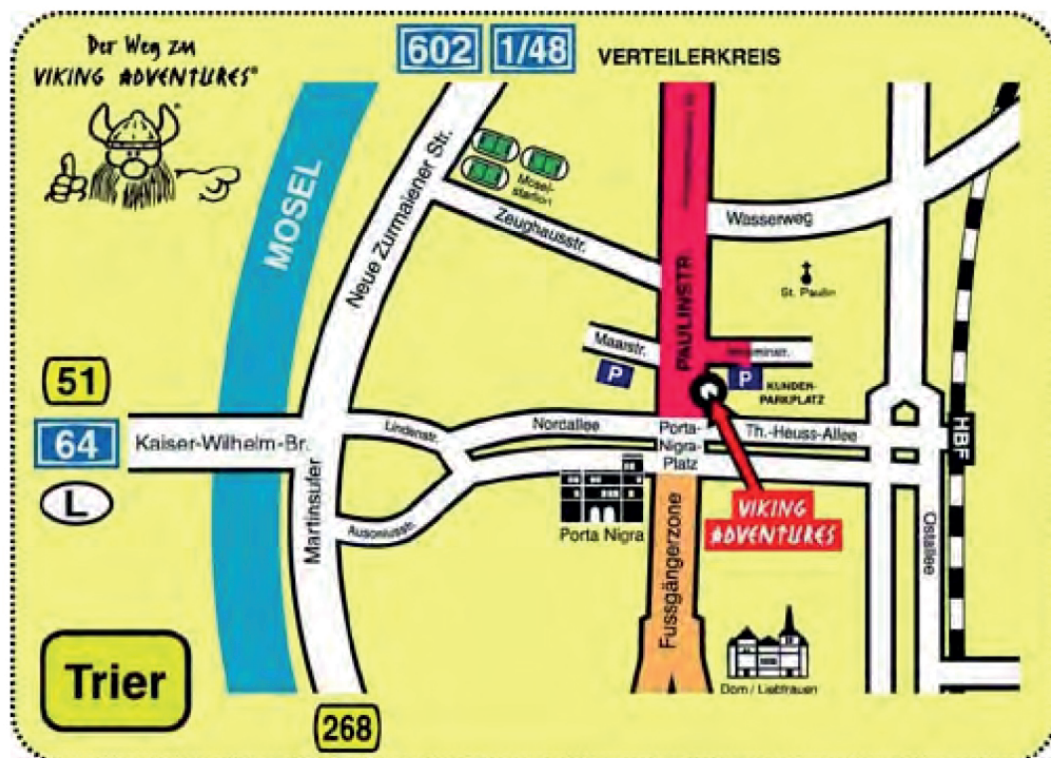 Der Weg zu
VIKING ADVENTURES®
602 1/48 VERTEILERKREIS
MOSEL
Neue Zurmaiener Str.
Mosel-
stadion
Zeughausstr.
Wasserweg
PAULINSTR
St. Paulin
Maarstr.
P
P
KUNDEN-
PARKPLATZ
51
64
L
Kaiser-Wilhelm-Br.
Lindenstr.
Nordallee
Porta-
Nigra-
Platz
Th.-Heuss-Allee
HBF
Martinsufer
Ausoniusstr.
Porta Nigra
Fussgängerzone
VIKING
ADVENTURES
Ostallee
Trier
Dom / Liebfrauen
268